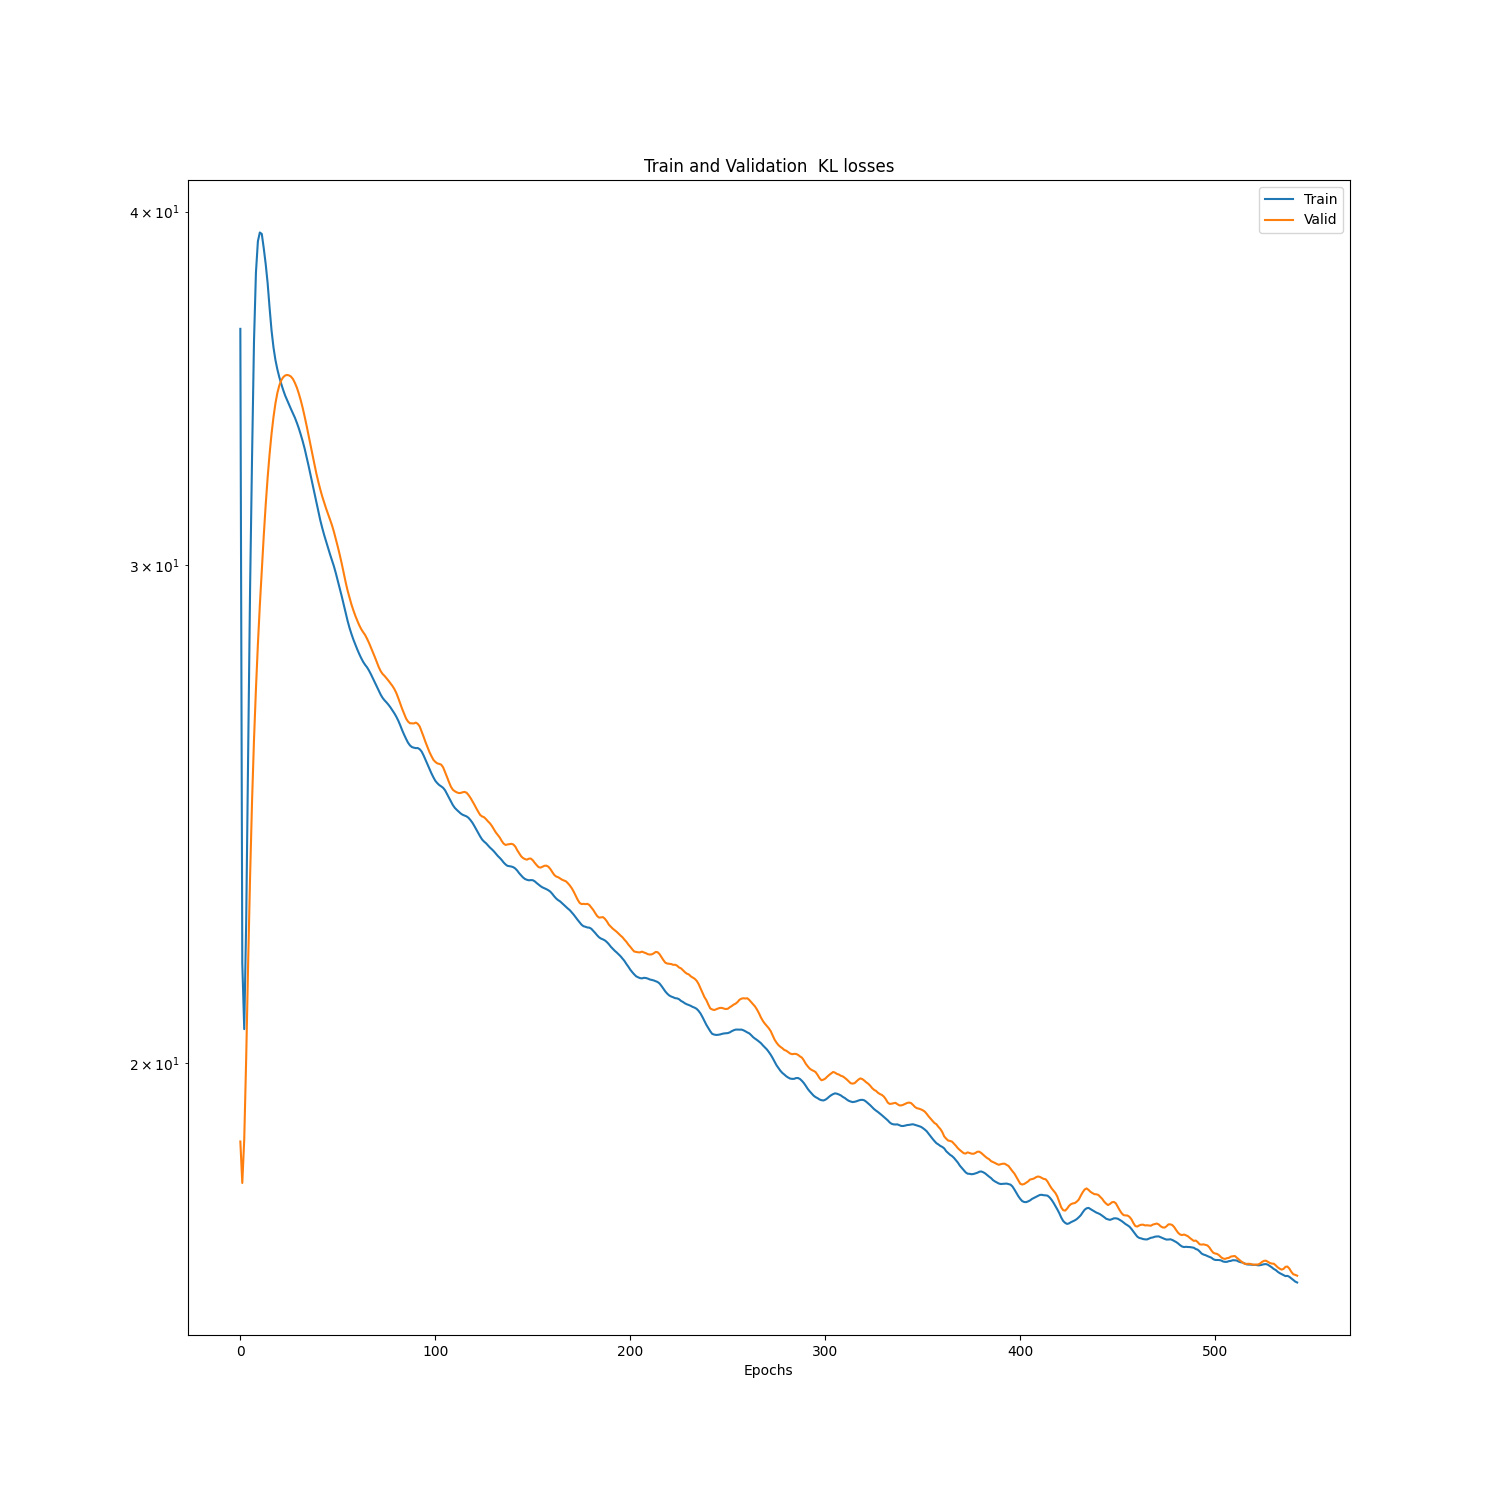 Train and Validation  KL losses
Train
Valid
4 × 10¹
3 × 10¹
2 × 10¹
0 100 200 300 400 500
Epochs